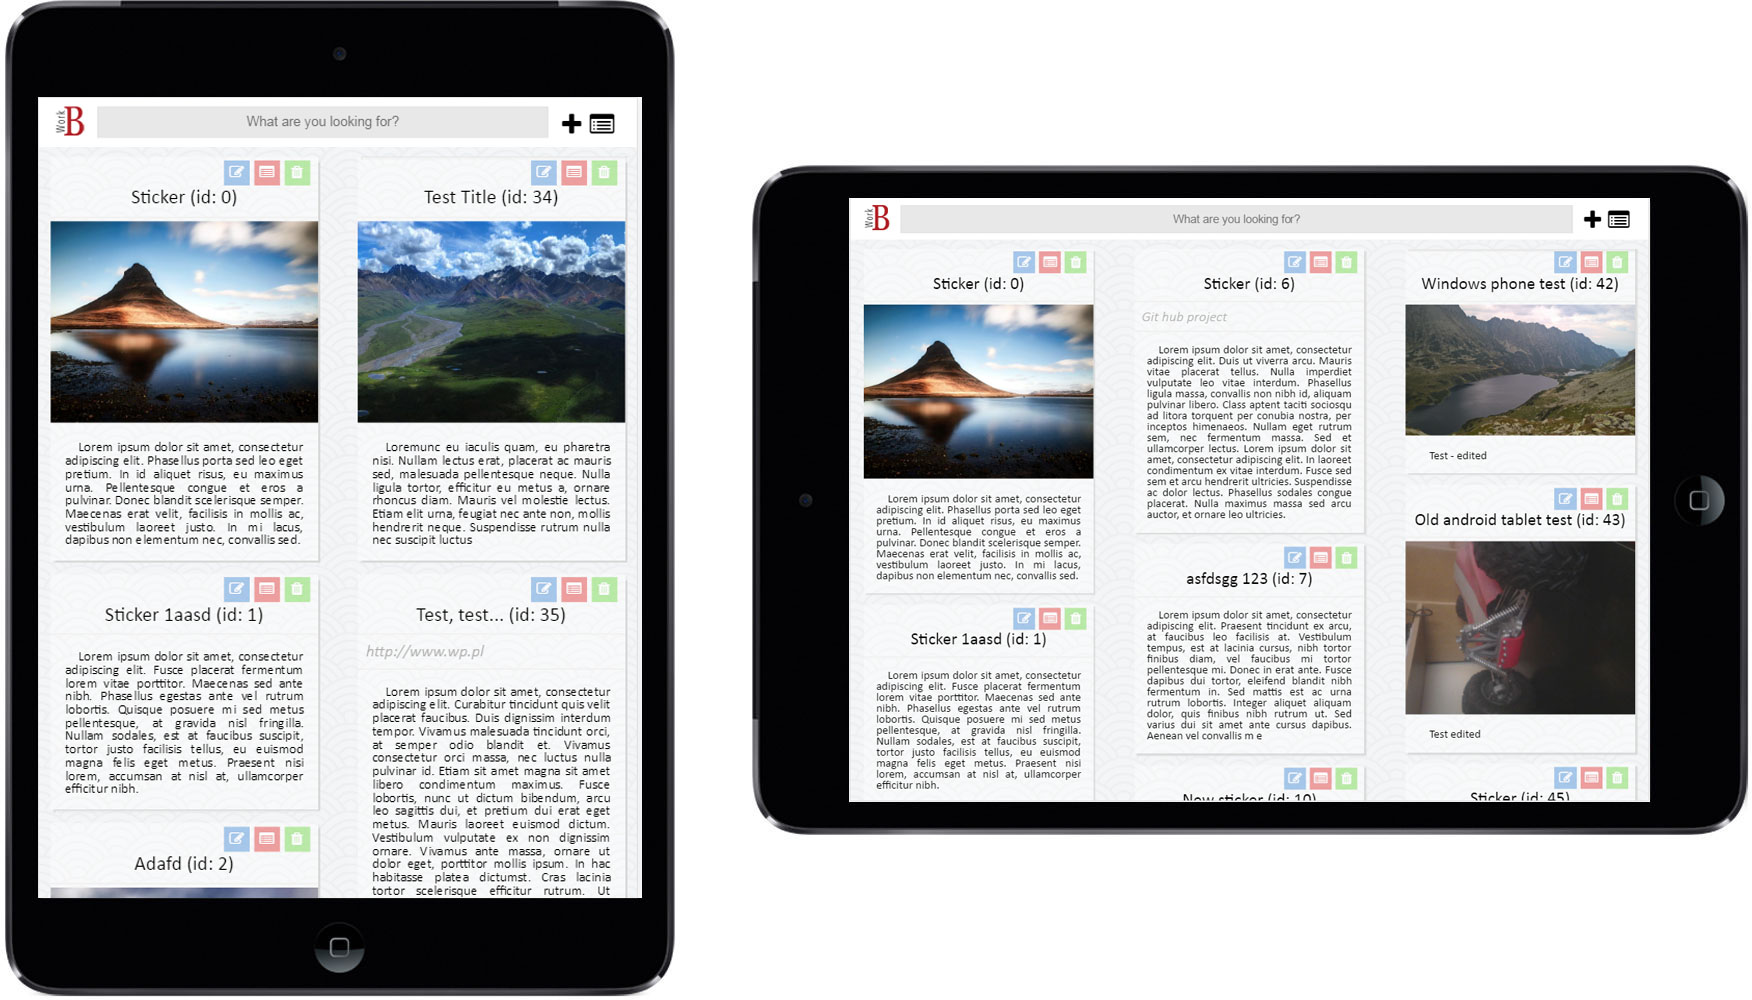 Work B
What are you looking for?
Sticker (id: 0)
Lorem ipsum dolor sit amet, consectetur
adipiscing elit. Phasellus porta sed leo eget
pretium. In id aliquet risus, eu maximus
urna. Pellentesque congue et eros a
pulvinar. Donec blandit scelerisque semper.
Maecenas erat velit, facilisis in mollis ac,
vestibulum laoreet justo. In mi lacus,
dapibus non elementum nec, convallis sed.
Sticker 1aasd (id: 1)
Lorem ipsum dolor sit amet, consectetur
adipiscing elit. Fusce placerat fermentum
lorem vitae porttitor. Maecenas sed ante
nibh. Phasellus egestas ante vel rutrum
lobortis. Quisque posuere mi sed metus
pellentesque, at gravida nisl fringilla.
Nullam sodales, est at faucibus suscipit,
tortor justo facilisis tellus, eu euismod
magna felis eget metus. Praesent nisi
lorem, accumsan at nisl at, ullamcorper
efficitur nibh.
Adafd (id: 2)
Test Title (id: 34)
Loremunc eu iaculis quam, eu pharetra
nisi. Nullam lectus erat, placerat ac mauris
sed, malesuada pellentesque neque. Nulla
ligula tortor, efficitur eu metus a, ornare
rhoncus diam. Mauris vel molestie lectus.
Etiam elit urna, feugiat nec ante non, mollis
hendrerit neque. Suspendisse rutrum nulla
nec suscipit luctus
Test, test... (id: 35)
http://www.wp.pl
Lorem ipsum dolor sit amet, consectetur
adipiscing elit. Curabitur tincidunt quis velit
placerat faucibus. Duis dignissim interdum
tempor. Vivamus malesuada tincidunt orci,
at semper odio blandit et. Vivamus
consectetur orci massa, nec luctus nulla
pulvinar id. Etiam sit amet magna sit amet
libero condimentum maximus. Fusce
lobortis, nunc ut dictum bibendum, arcu
leo sagittis dui, et pretium dui erat eget
metus. Mauris laoreet euismod dictum.
Vestibulum vulputate ex non dignissim
ornare. Vivamus ante massa, ornare ut
dolor eget, porttitor mollis ipsum. In hac
habitasse platea dictumst. Cras lacinia
tortor scelerisque efficitur rutrum. Ut
Work B
What are you looking for?
Sticker (id: 0)
Lorem ipsum dolor sit amet, consectetur
adipiscing elit. Phasellus porta sed leo eget
pretium. In id aliquet risus, eu maximus
urna. Pellentesque congue et eros a
pulvinar. Donec blandit scelerisque semper.
Maecenas erat velit, facilisis in mollis ac,
vestibulum laoreet justo. In mi lacus,
dapibus non elementum nec, convallis sed.
Sticker 1aasd (id: 1)
Lorem ipsum dolor sit amet, consectetur
adipiscing elit. Fusce placerat fermentum
lorem vitae porttitor. Maecenas sed ante
nibh. Phasellus egestas ante vel rutrum
lobortis. Quisque posuere mi sed metus
pellentesque, at gravida nisl fringilla.
Nullam sodales, est at faucibus suscipit,
tortor justo facilisis tellus, eu euismod
magna felis eget metus. Praesent nisi
lorem, accumsan at nisl at, ullamcorper
efficitur nibh.
Sticker (id: 6)
Git hub project
Lorem ipsum dolor sit amet, consectetur
adipiscing elit. Duis ut viverra arcu. Mauris
vitae placerat tellus. Nulla imperdiet
vulputate leo vitae interdum. Phasellus
ligula massa, convallis non nibh id, aliquam
pulvinar libero. Class aptent taciti sociosqu
ad litora torquent per conubia nostra, per
inceptos himenaeos. Nullam eget rutrum
sem, nec fermentum massa. Sed et
ullamcorper lectus. Lorem ipsum dolor sit
amet, consectetur adipiscing elit. In laoreet
condimentum ex vitae interdum. Fusce sed
sem et arcu hendrerit ultricies. Suspendisse
ac dolor lectus. Phasellus sodales congue
placerat. Nulla maximus massa sed arcu
auctor, et ornare leo ultricies.
asfdsgg 123 (id: 7)
Lorem ipsum dolor sit amet, consectetur
adipiscing elit. Praesent tincidunt ex arcu,
at faucibus leo facilisis at. Vestibulum
tempus, est at lacinia cursus, nibh tortor
finibus diam, vel faucibus mi tortor
pellentesque mi. Donec in erat ante. Fusce
dapibus dui tortor, eleifend blandit nibh
fermentum in. Sed mattis est ac urna
rutrum lobortis. Integer aliquet aliquam
dolor, quis finibus nibh rutrum ut. Sed
varius dui sit amet ante cursus dapibus.
Aenean vel convallis m e
New sticker (id: 10)
Windows phone test (id: 42)
Test - edited
Old android tablet test (id: 43)
Test edited
Sticker (id: 45)